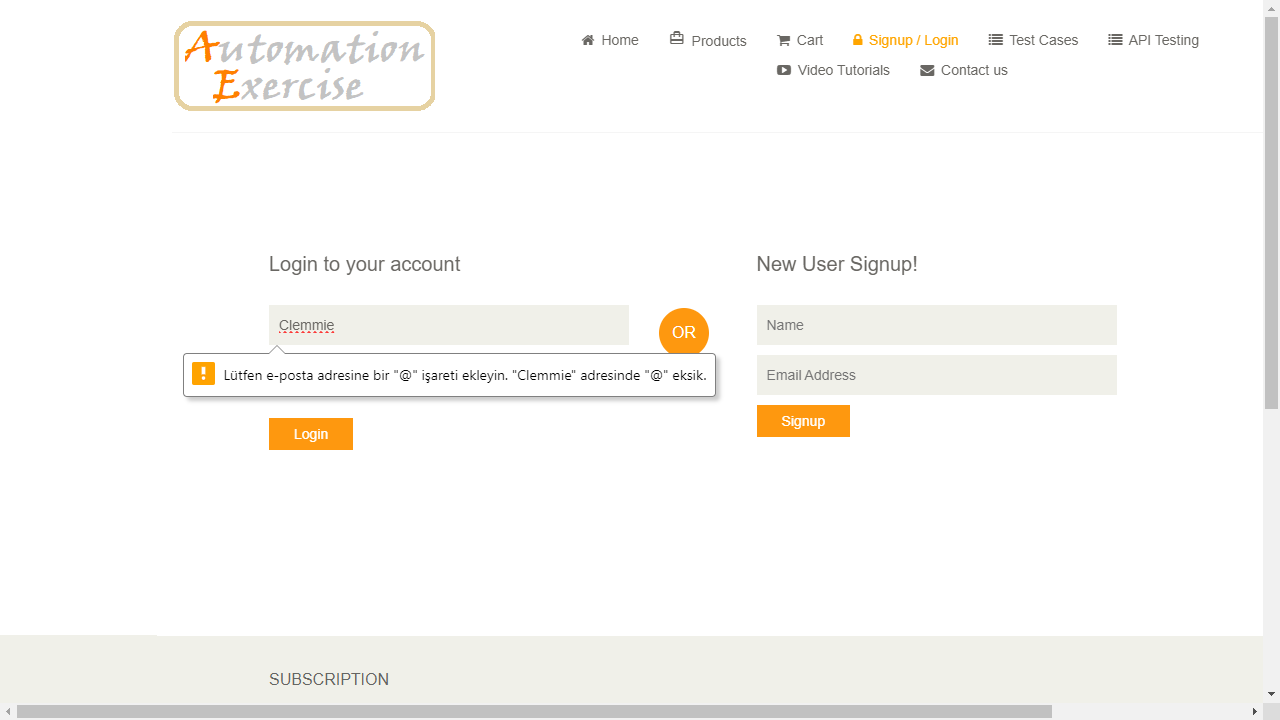 Automation
Exercise
Home
Products
Cart
Signup / Login
Test Cases
API Testing
Video Tutorials
Contact us
Login to your account
New User Signup!
Clemmie
OR
Name
Lütfen e-posta adresine bir "@" işareti ekleyin. "Clemmie" adresinde "@" eksik.
Email Address
Login
Signup
SUBSCRIPTION